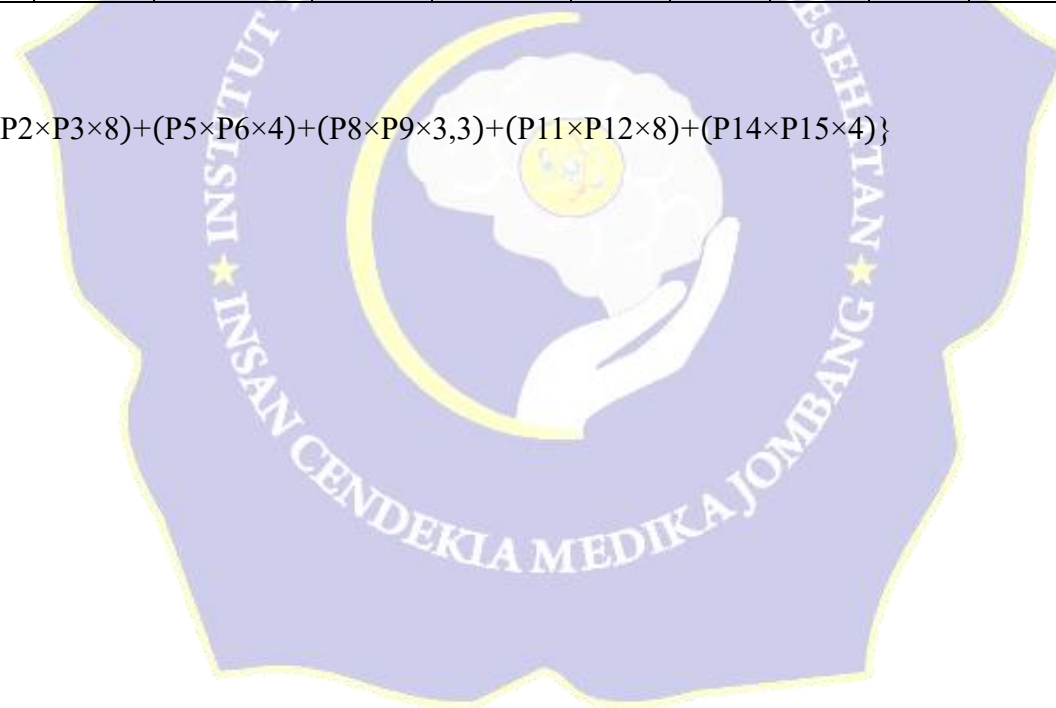 P2×P3×8)+(P5×P6×4)+(P8×P9×3,3)+(P11×P12×8)+(P14×P15×4)}
INSTITUT
ESEHATAN
INSAN CENDEKIA MEDIKA JOMBANG